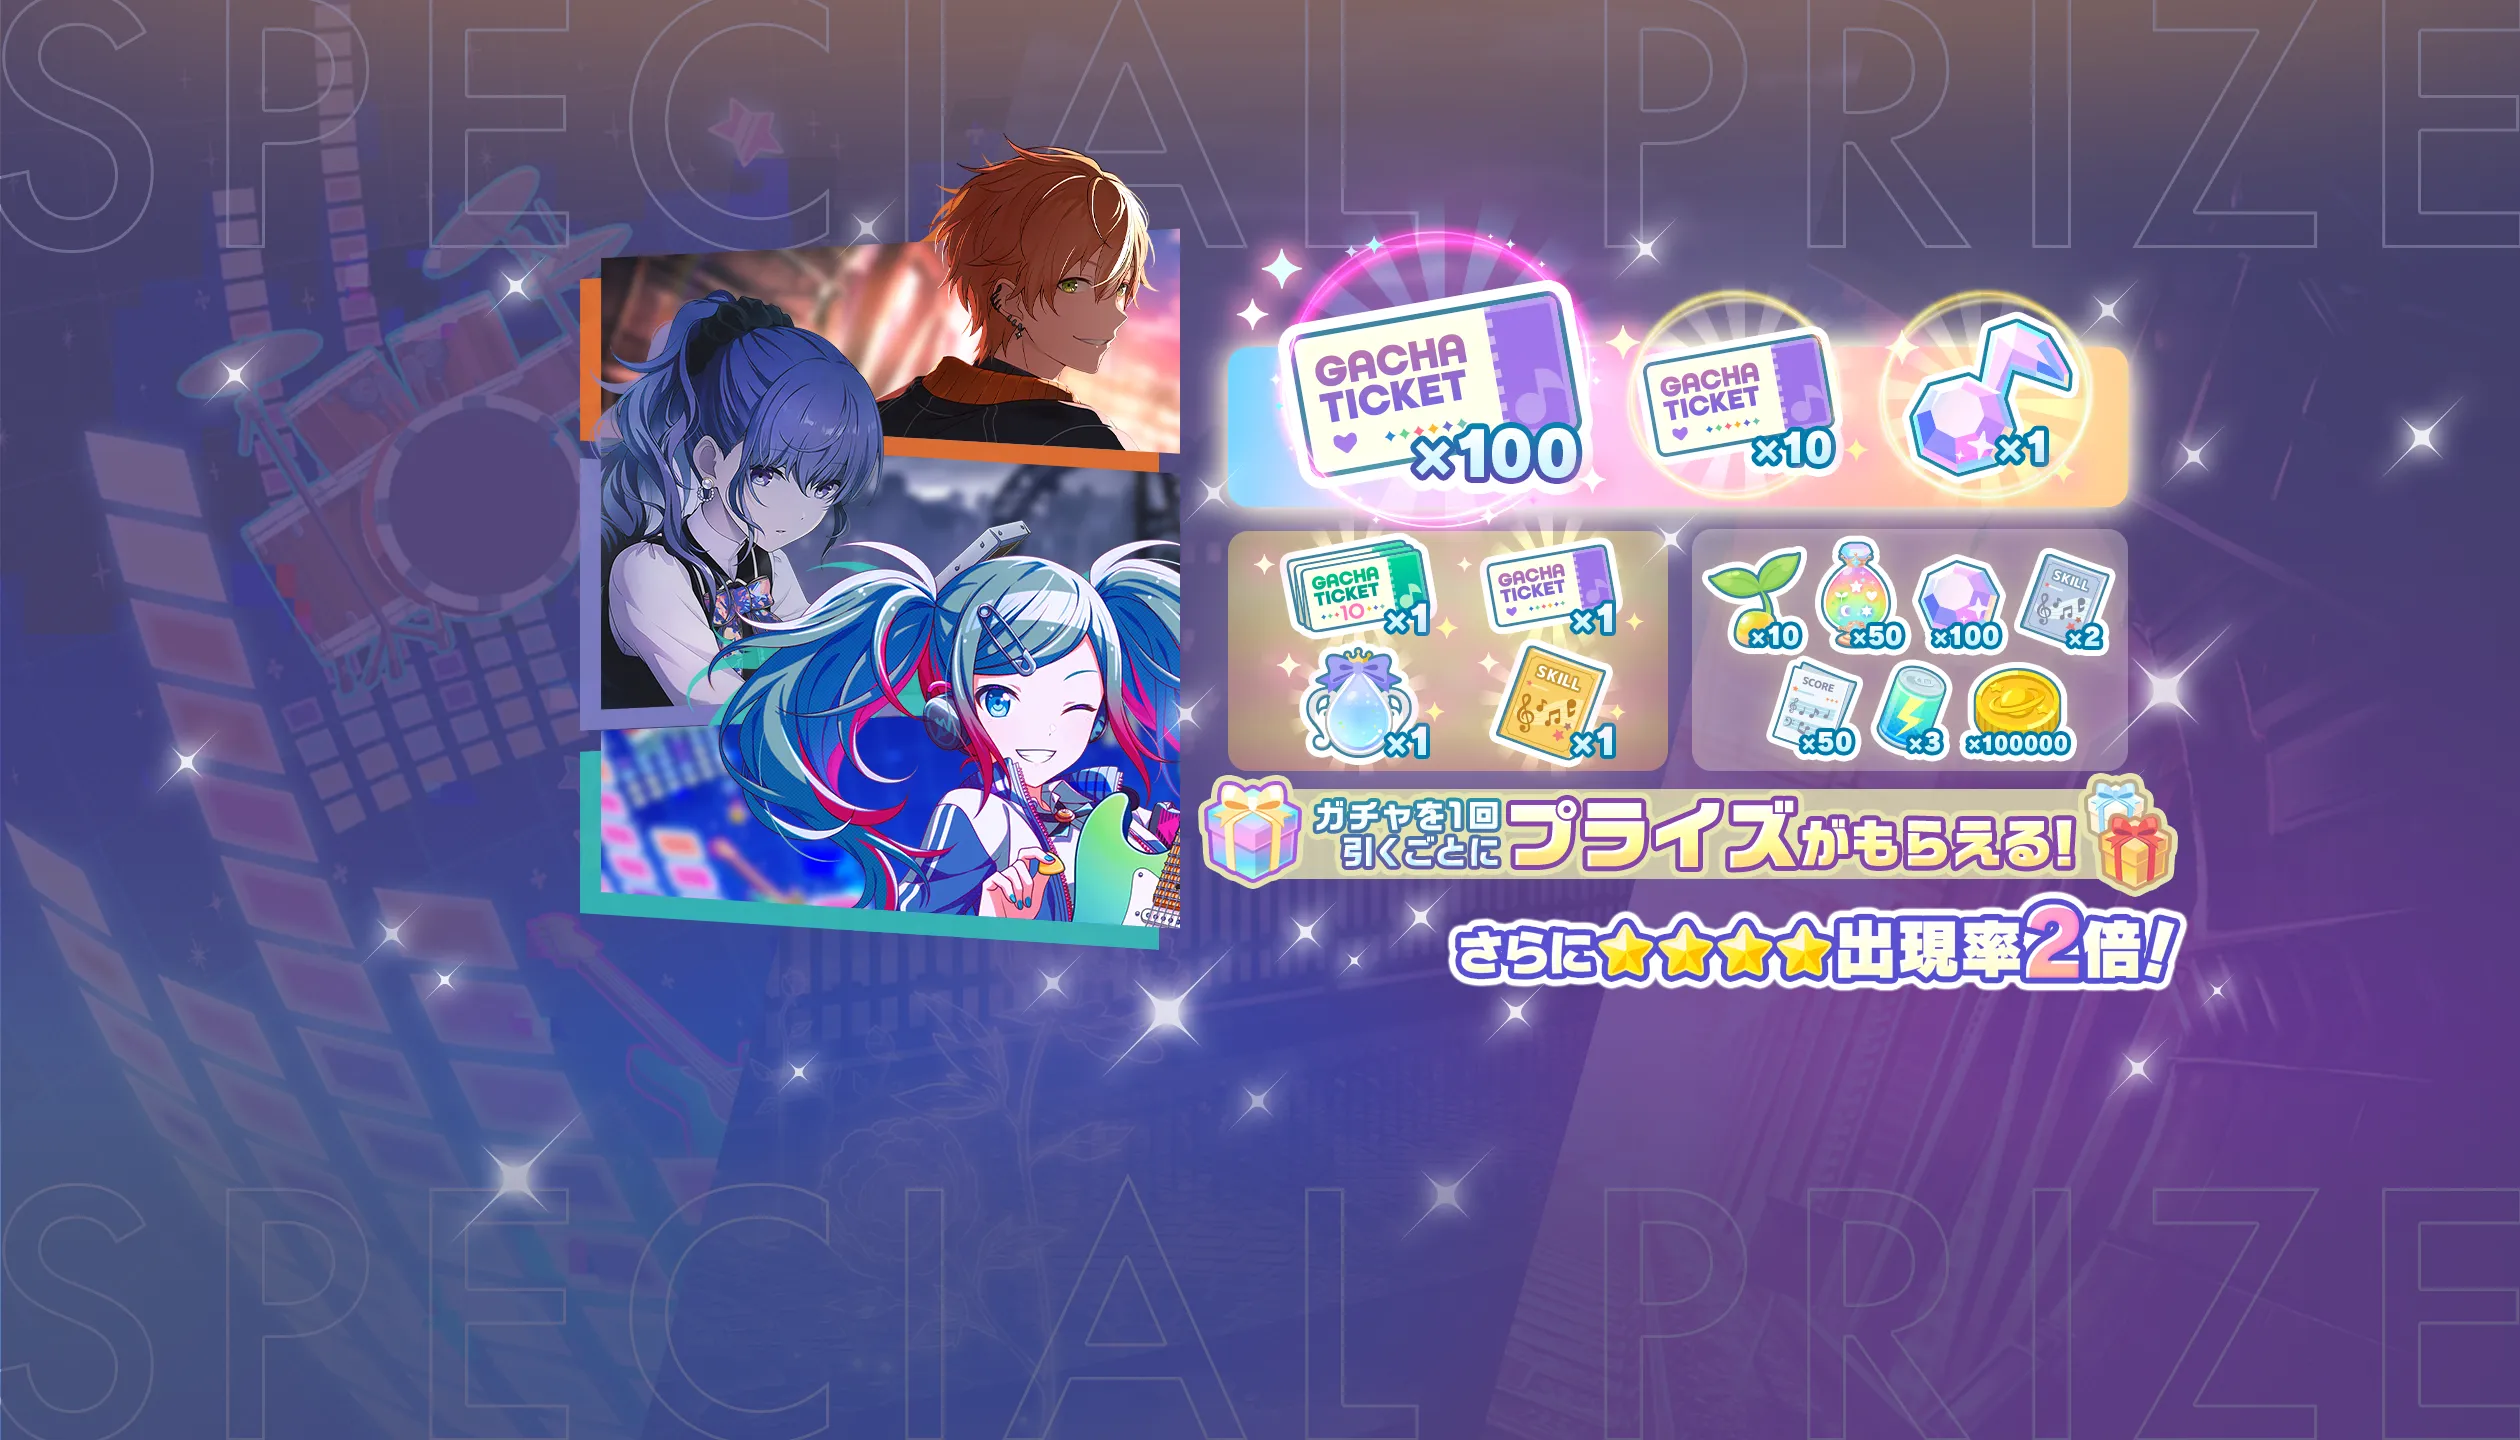 SPECIAL PRIZE
GACHA
TICKET
×100
GACHA
TICKET
×10
×1
GACHA
TICKET
10
×1
GACHA
TICKET
×1
×1
SKILL
×1
×10
×50
×100
SKILL
×2
SCORE
×50
×3
×100000
ガチャを1回
引くごとに
プライズがもらえる!
さらに★★★★出現率2倍!
SPECIAL PRIZE